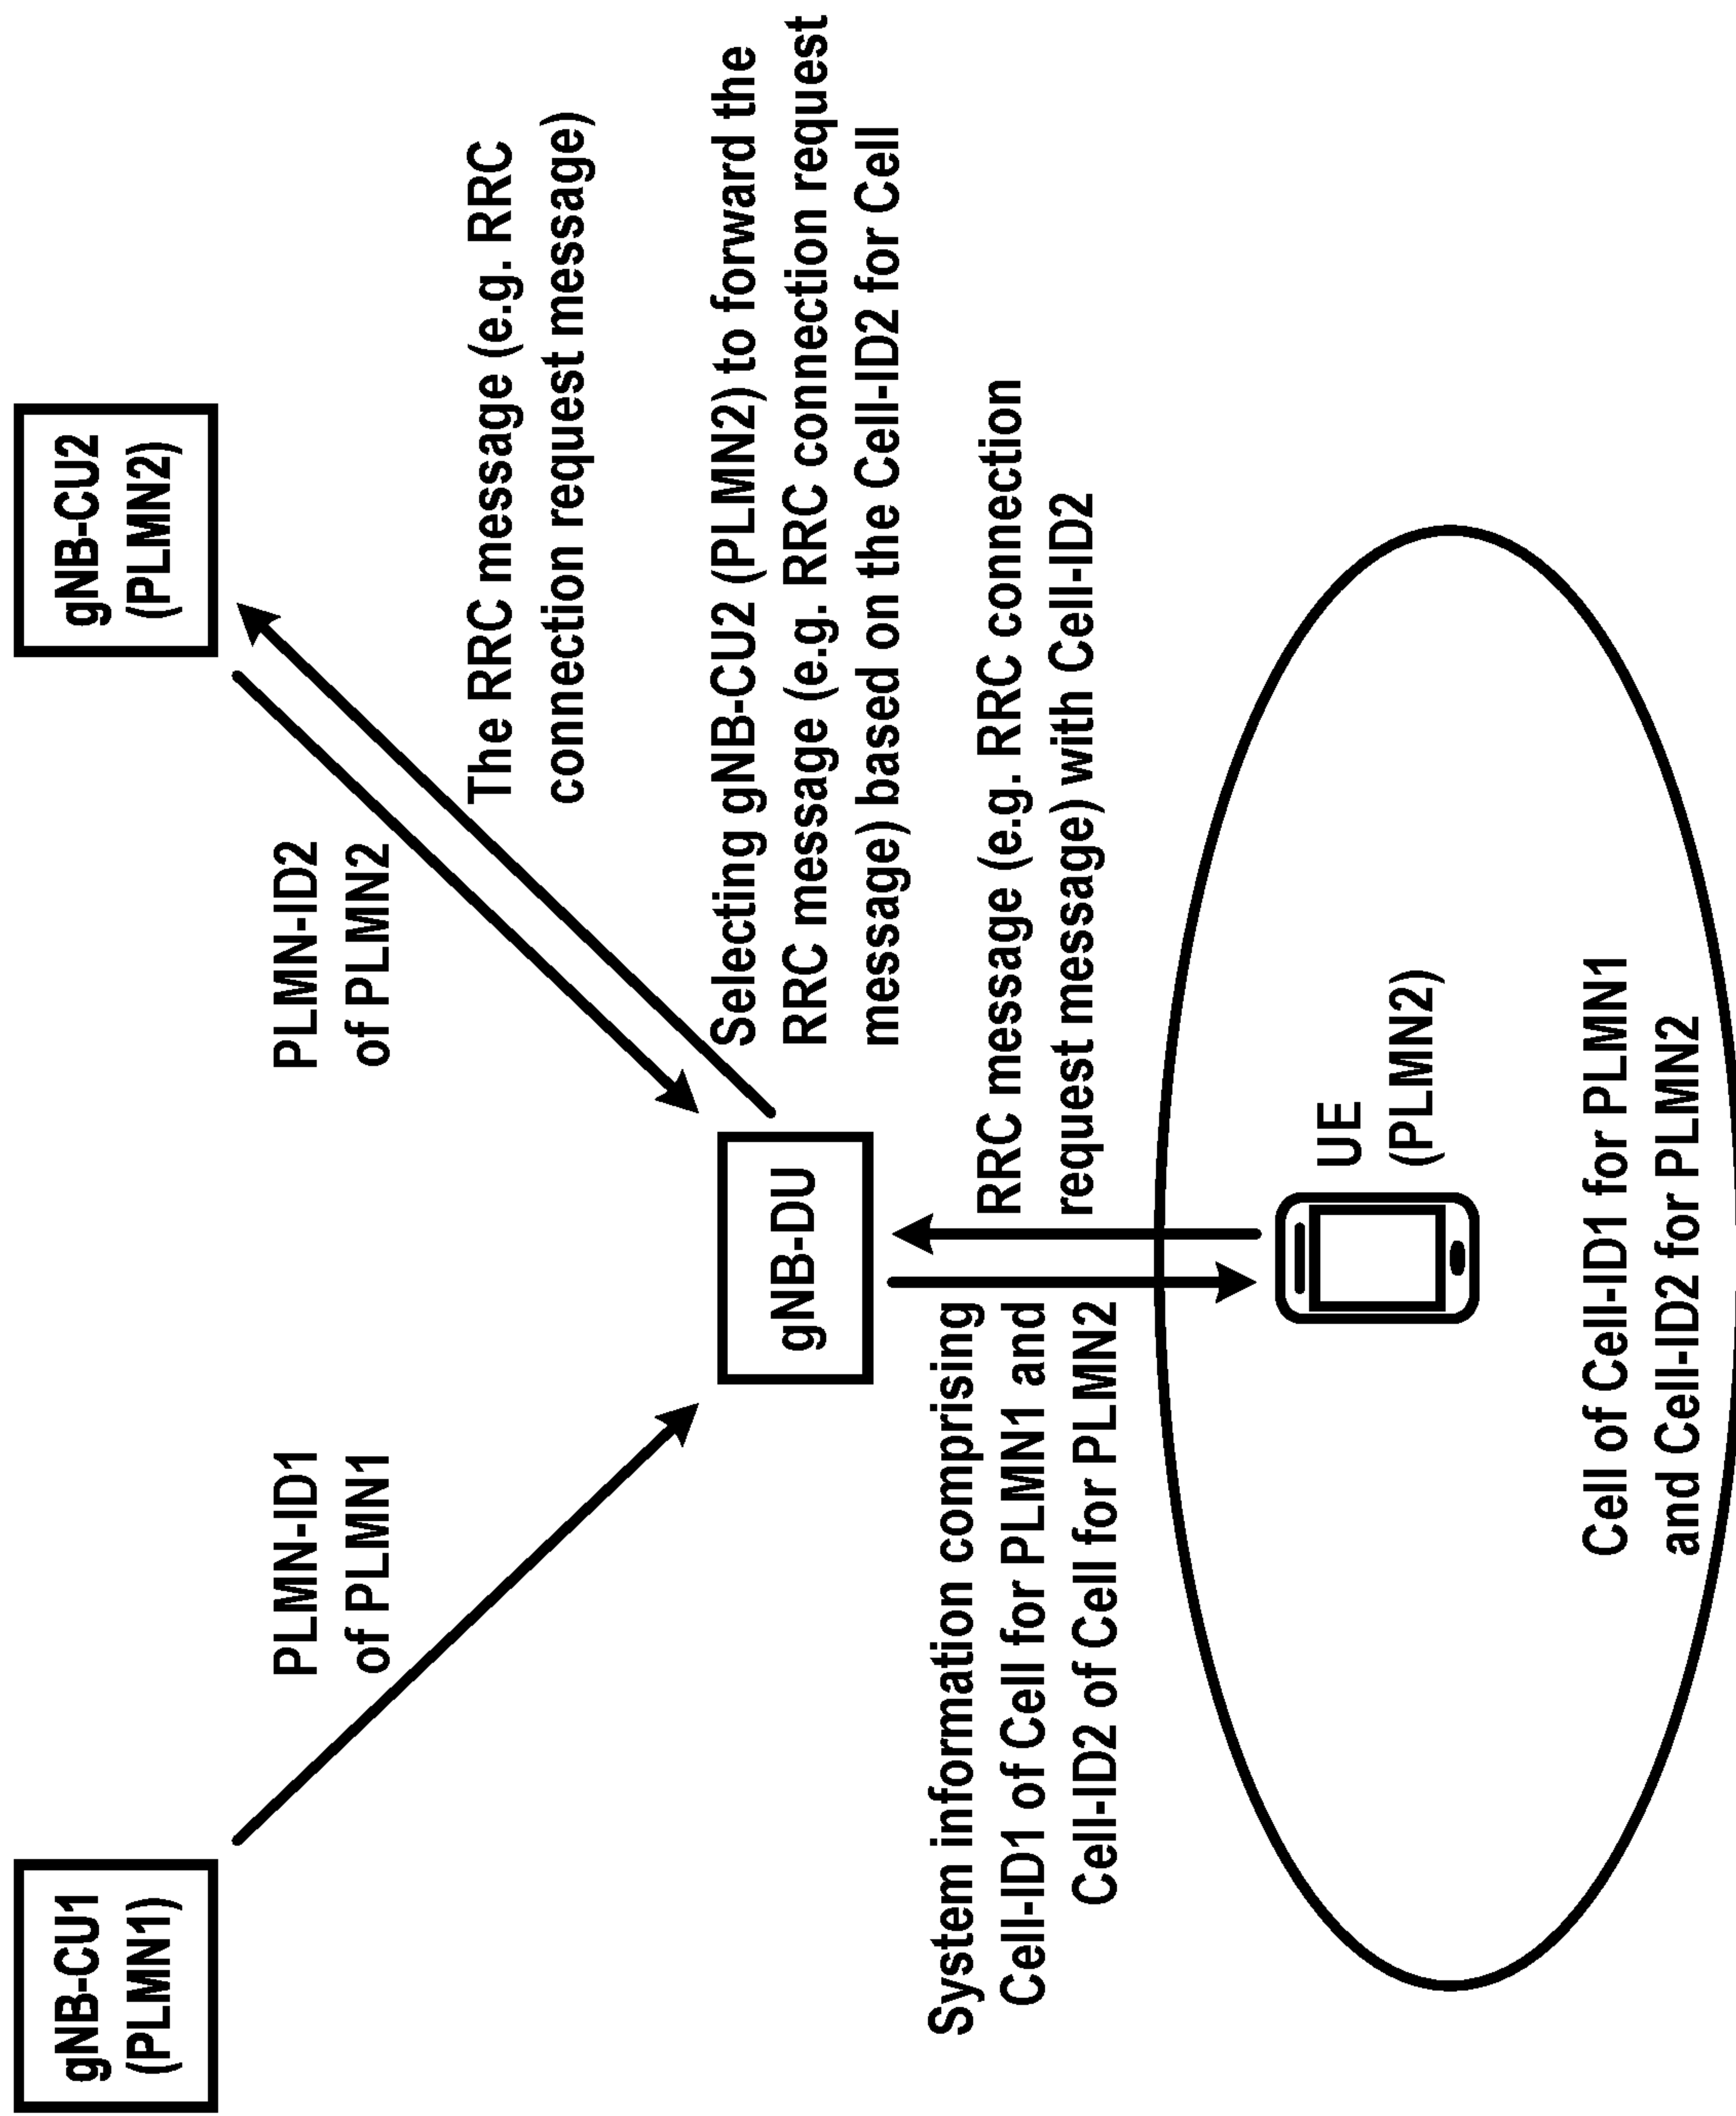 gNB-CU1
(PLMN1)
gNB-CU2
(PLMN2)
PLMN-ID1
of PLMN1
PLMN-ID2
of PLMN2
The RRC message (e.g. RRC
connection request message)
gNB-DU
Selecting gNB-CU2 (PLMN2) to forward the
RRC message (e.g. RRC connection request
message) based on the Cell-ID2 for Cell
System information comprising
Cell-ID1 of Cell for PLMN1 and
Cell-ID2 of Cell for PLMN2
RRC message (e.g. RRC connection
request message) with Cell-ID2
UE
(PLMN2)
Cell of Cell-ID1 for PLMN1
and Cell-ID2 for PLMN2